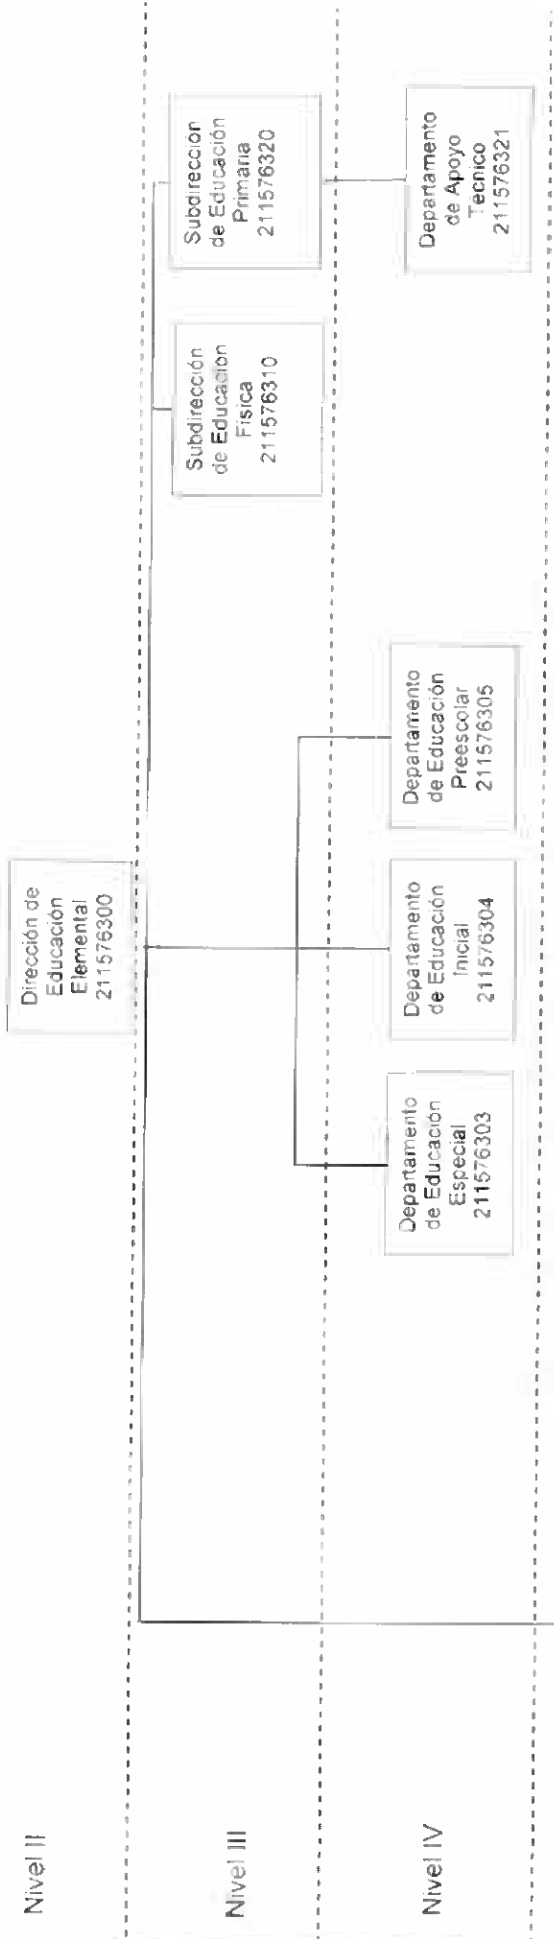 Nivel II
Dirección de
Educación
Elemental
211576300
Nivel III
Subdirección
de Educación
Física
211576310
Subdirección
de Educación
Primaria
211576320
Nivel IV
Departamento
de Educación
Especial
211576303
Departamento
de Educación
Inicial
211576304
Departamento
de Educación
Preescolar
211576305
Departamento
de Apoyo
Técnico
211576321